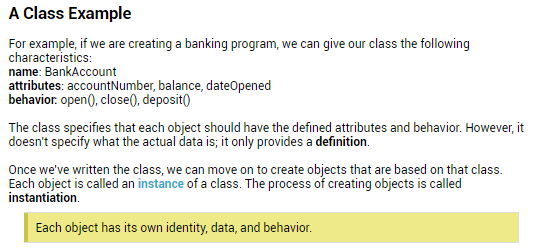 A Class Example
For example, if we are creating a banking program, we can give our class the following
characteristics:
name: BankAccount
attributes: accountNumber, balance, dateOpened
behavior: open(), close(), deposit()
The class specifies that each object should have the defined attributes and behavior. However, it
doesn't specify what the actual data is; it only provides a definition.
Once we've written the class, we can move on to create objects that are based on that class.
Each object is called an instance of a class. The process of creating objects is called
instantiation.
Each object has its own identity, data, and behavior.